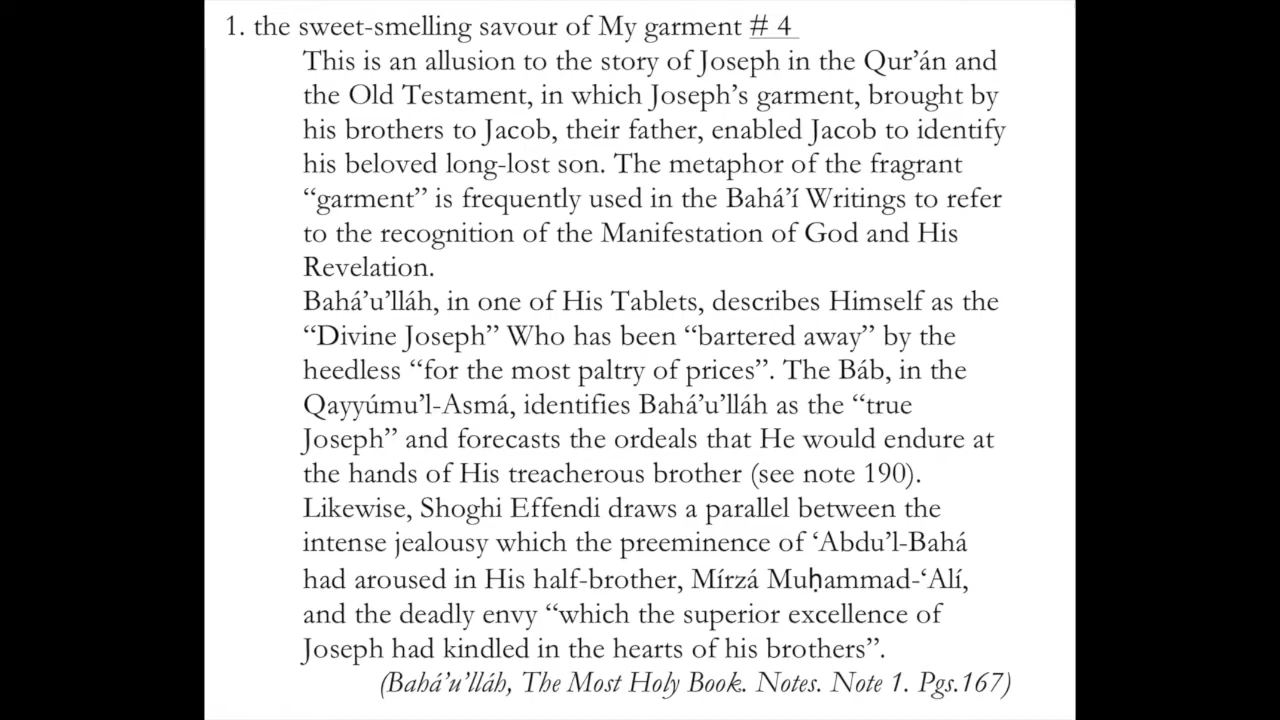 1. the sweet-smelling savour of My garment # 4
This is an allusion to the story of Joseph in the Qur’án and
the Old Testament, in which Joseph’s garment, brought by
his brothers to Jacob, their father, enabled Jacob to identify
his beloved long-lost son. The metaphor of the fragrant
“garment” is frequently used in the Bahá’í Writings to refer
to the recognition of the Manifestation of God and His
Revelation.
Bahá’u’lláh, in one of His Tablets, describes Himself as the
“Divine Joseph” Who has been “bartered away” by the
heedless “for the most paltry of prices”. The Báb, in the
Qayyúmu’l-Asmá, identifies Bahá’u’lláh as the “true
Joseph” and forecasts the ordeals that He would endure at
the hands of His treacherous brother (see note 190).
Likewise, Shoghi Effendi draws a parallel between the
intense jealousy which the preeminence of ‘Abdu’l-Bahá
had aroused in His half-brother, Mírzá Muḥammad-‘Alí,
and the deadly envy “which the superior excellence of
Joseph had kindled in the hearts of his brothers”.
(Bahá’u’lláh, The Most Holy Book. Notes. Note 1. Pgs.167)